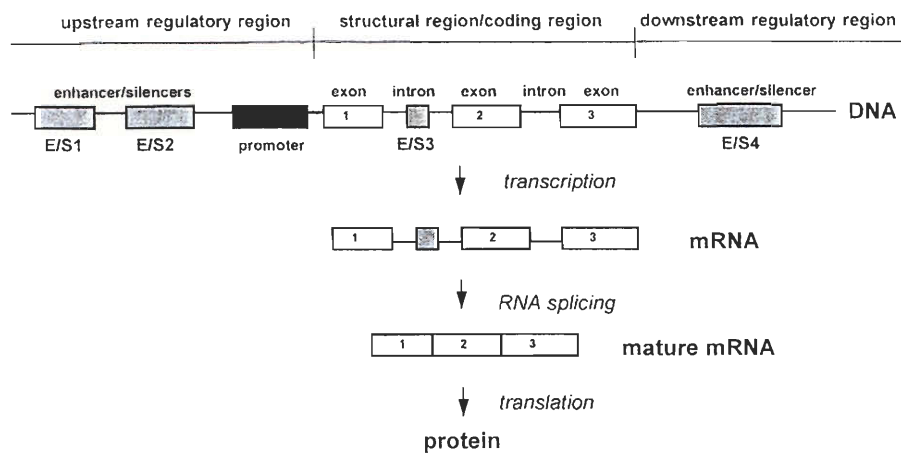 upstream regulatory region structural region/coding region downstream regulatory region
enhancer/silencers exon intron exon intron exon enhancer/silencer
1 2 3 DNA
E/S1 E/S2 promoter E/S3 E/S4
transcription
1 2 3 mRNA
RNA splicing
1 2 3 mature mRNA
translation
protein